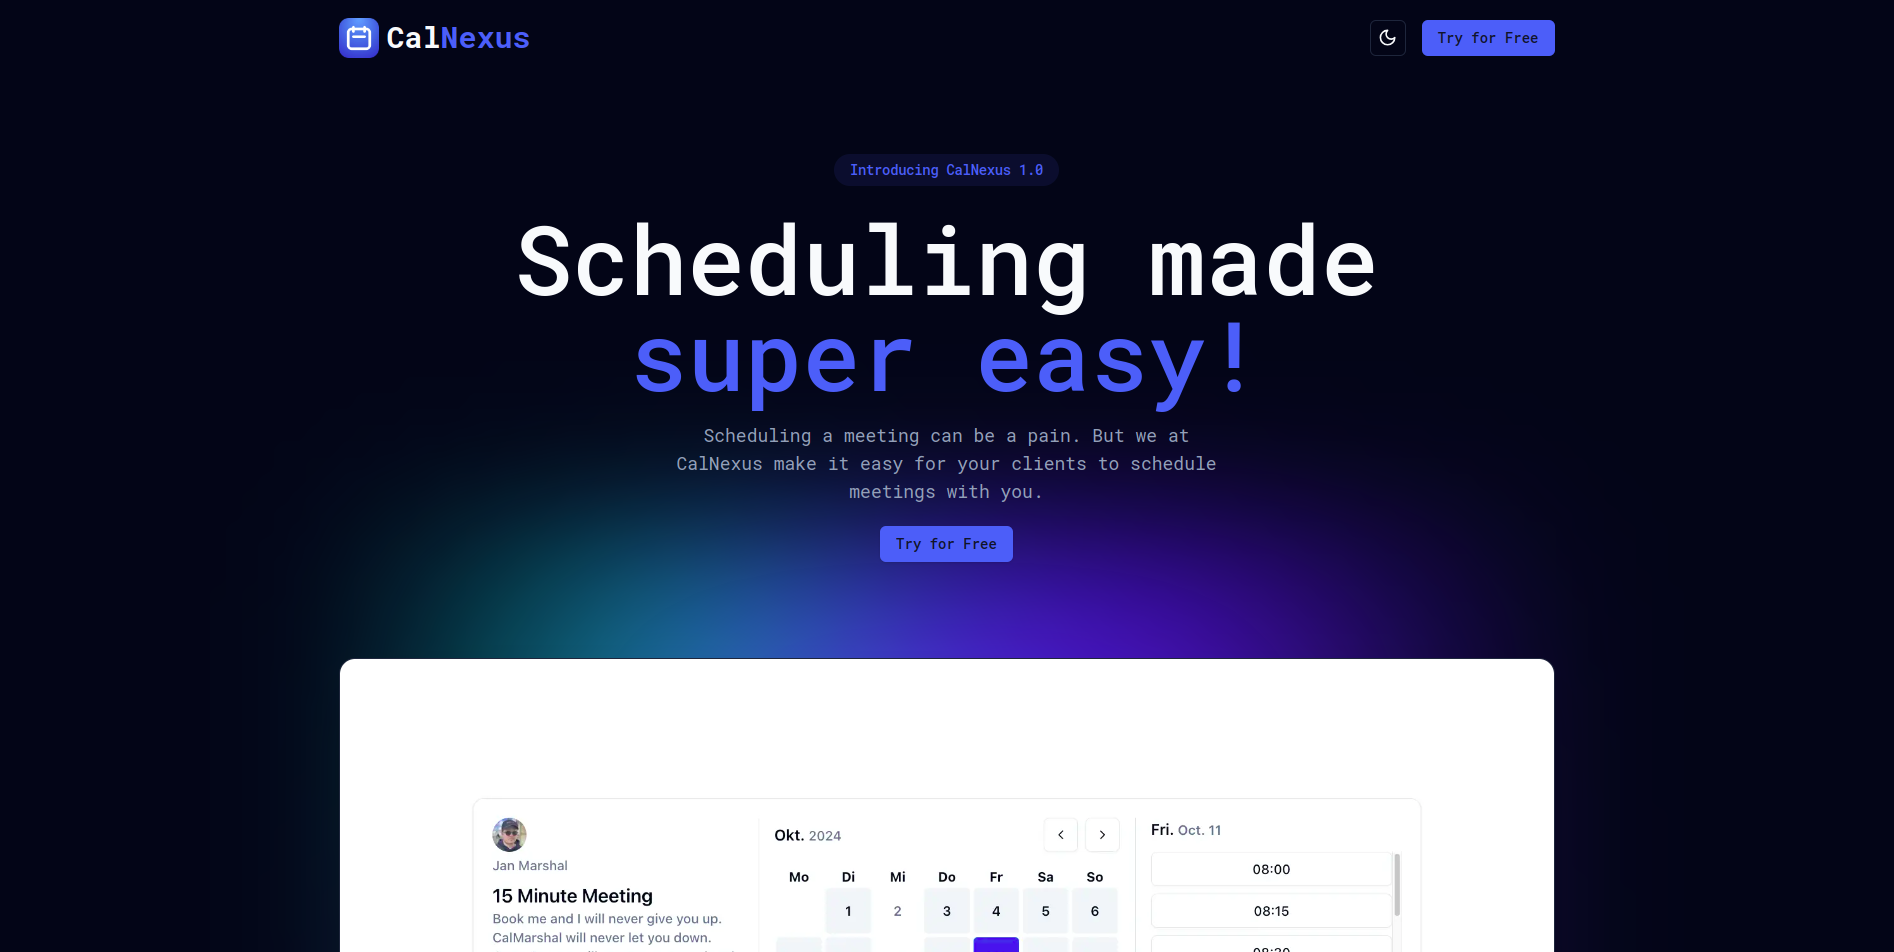 CalNexus
Try for Free
Introducing CalNexus 1.0
Scheduling made
super easy!
Scheduling a meeting can be a pain. But we at
CalNexus make it easy for your clients to schedule
meetings with you.
Try for Free
Jan Marshal
15 Minute Meeting
Book me and I will never give you up.
CalMarshal will never let you down.
Okt. 2024
Mo Di Mi Do Fr Sa So
1 2 3 4 5 6
Fri. Oct. 11
08:00
08:15